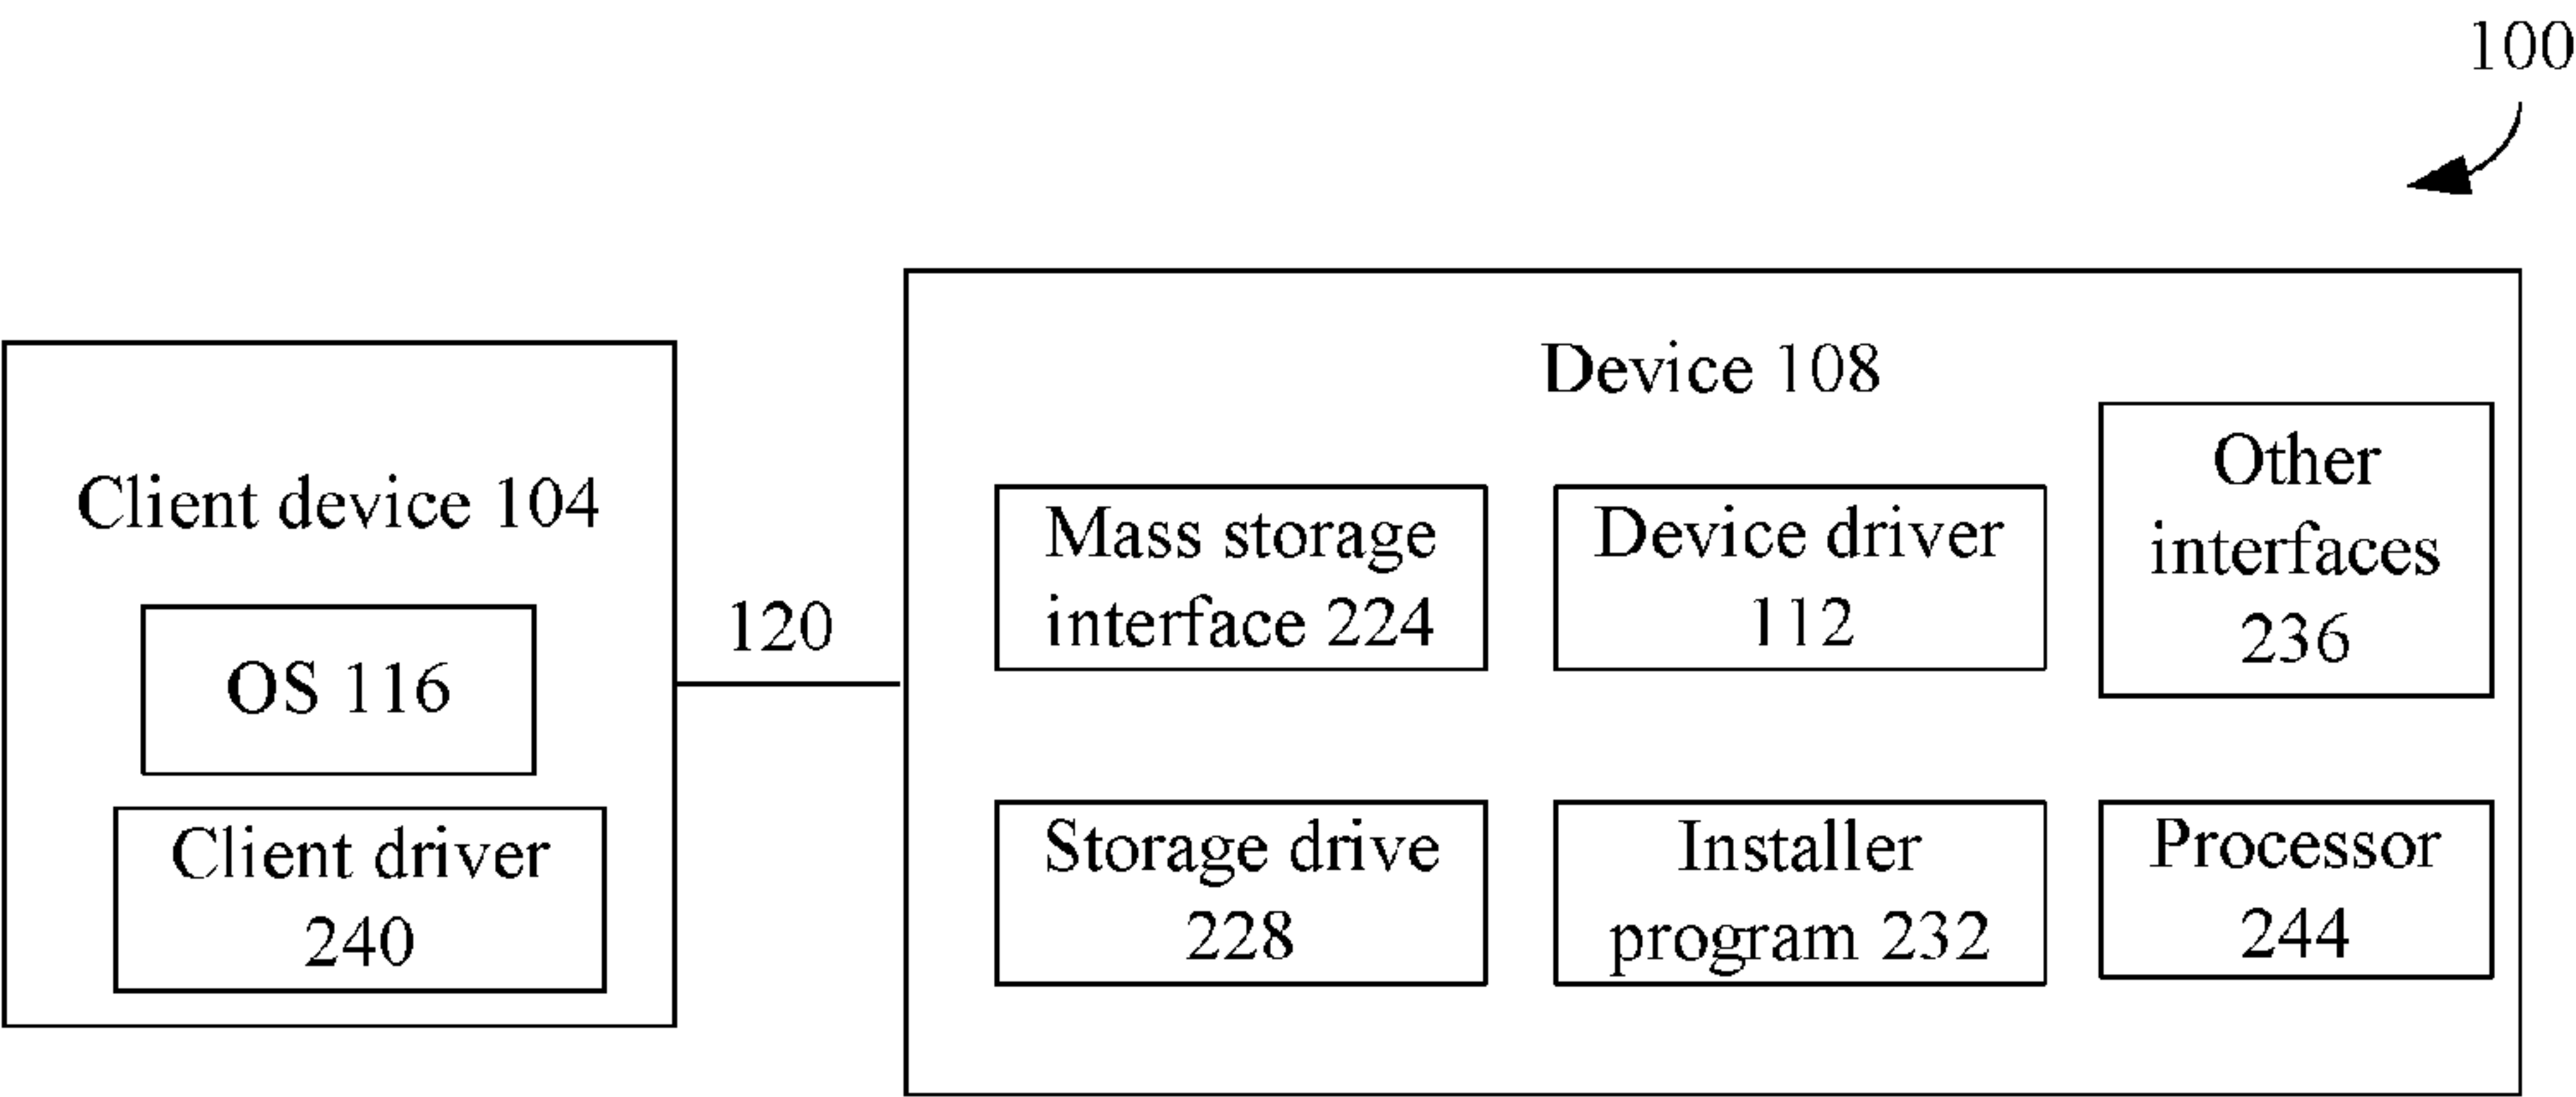 100
Client device 104
OS 116
Client driver
240
120
Device 108
Mass storage
interface 224
Device driver
112
Other
interfaces
236
Storage drive
228
Installer
program 232
Processor
244